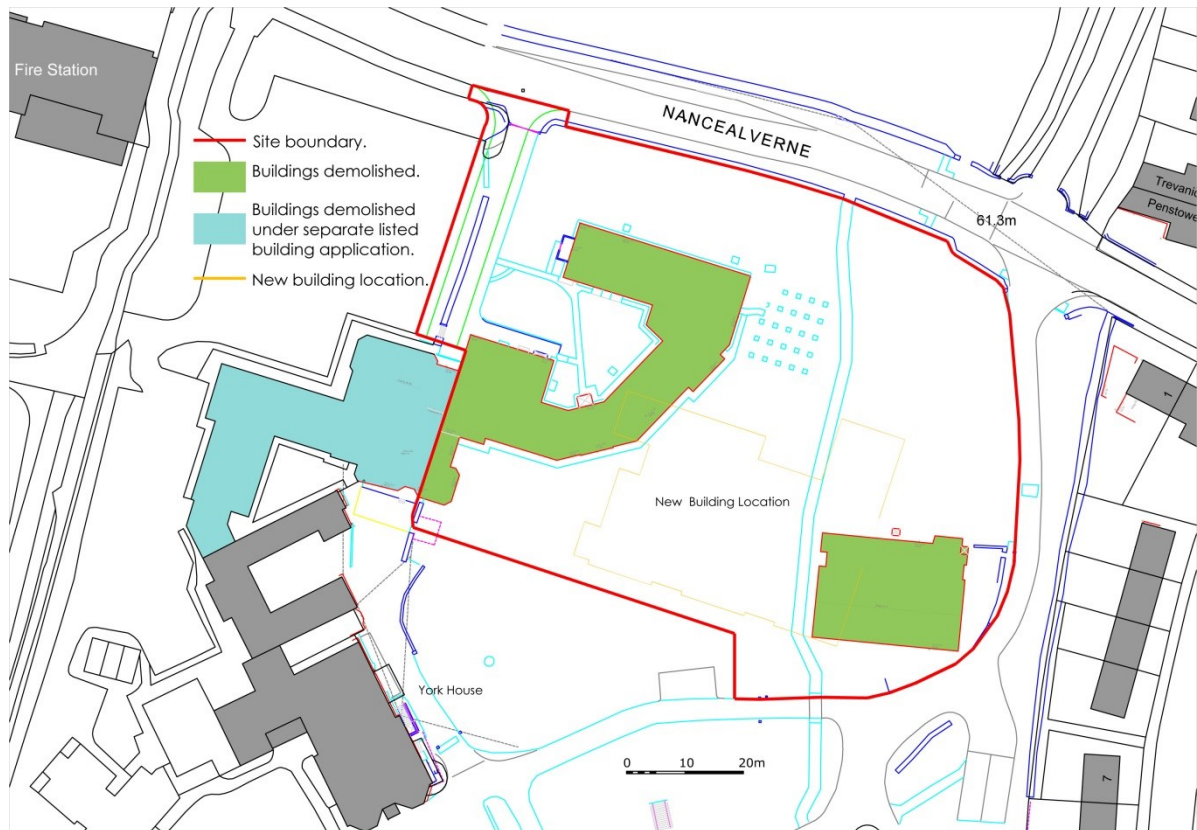 Fire Station
NANCEALVERNE
Site boundary.
Buildings demolished.
Buildings demolished
under separate listed
building application.
New building location.
61.3m
Penstowe
1
New Building Location
York House
0 10 20m
7